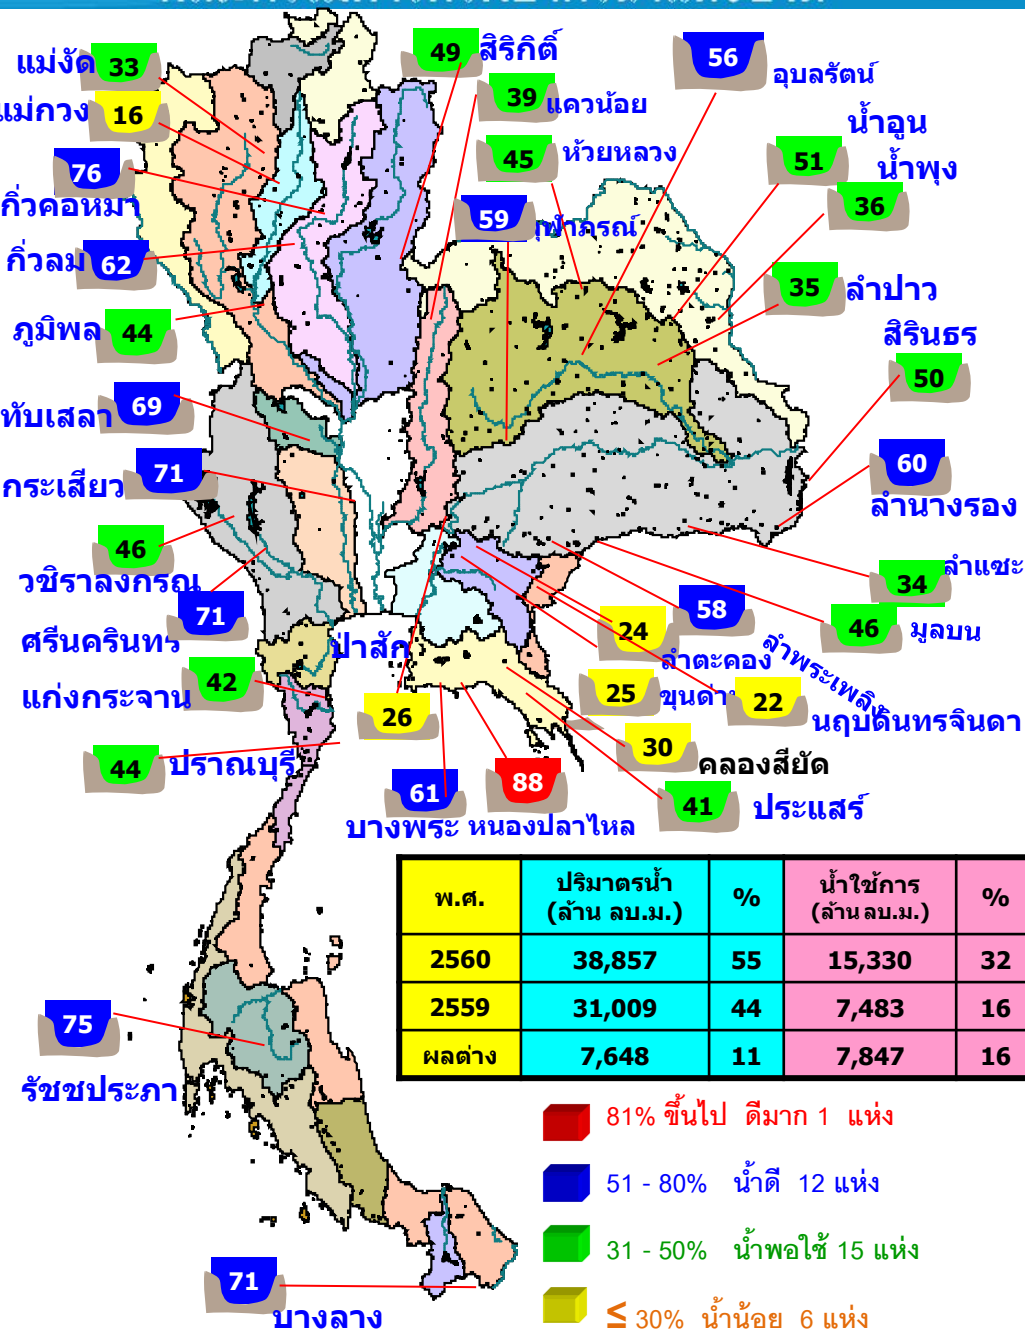 แม่งัด 33
แม่กวง 16
76
กิ่วคอหมา
กิ่วลม 62
ภูมิพล 44
ทับเสลา 69
กระเสียว 71
46
วชิราลงกรณ
71
ศรีนครินทร
แก่งกระจาน 42
44 ปราณบุรี
49 สิริกิติ์
39 แควน้อย
45 ห้วยหลวง
59 จุฬาภรณ์
56 อุบลรัตน์
น้ำอูน
51 น้ำพุง
36
35 ลำปาว
สิรินธร
50
60
ลำนางรอง
34 ลำแซะ
46 มูลบน
58
ลำพระเพลิง
24
ลำตะคอง
25 ขุนด่าน
22
นฤบดินทรจินดา
30
คลองสียัด
41 ประแสร์
ป่าสัก
26
61
บางพระ
88
หนองปลาไหล
75
รัชชประภา
71
บางลาง
พ.ศ. ปริมาตรน้ำ (ล้าน ลบ.ม.) % น้ำใช้การ (ล้าน ลบ.ม.) %
2560 38,857 55 15,330 32
2559 31,009 44 7,483 16
ผลต่าง 7,648 11 7,847 16
81% ขึ้นไป ดีมาก 1 แห่ง
51 - 80% น้ำดี 12 แห่ง
31 - 50% น้ำพอใช้ 15 แห่ง
≤ 30% น้ำน้อย 6 แห่ง